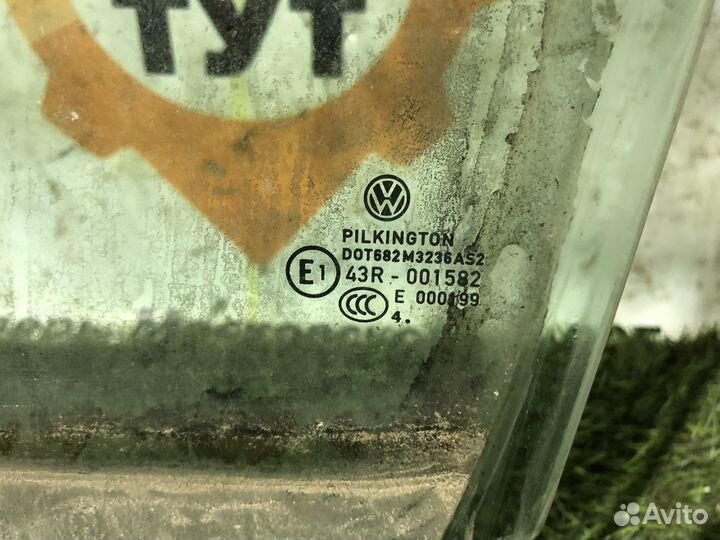 ТУТ
VW
PILKINGTON
DOT682M3236AS2
E1 43R - 001582
CCC E 000199
4.
Avito